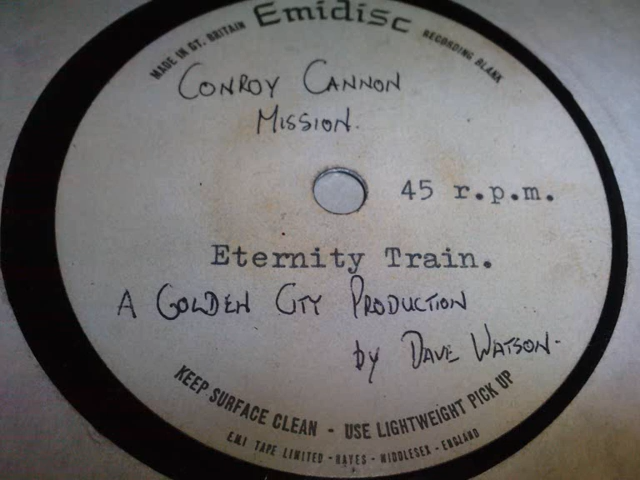 Emidisc
MADE IN GT. BRITAIN
RECORDING BLANK
CONROY CANNON
MISSION.
45 r.p.m.
Eternity Train.
A GOLDEN CITY PRODUCTION
by DAVE WATSON.
KEEP SURFACE CLEAN - USE LIGHTWEIGHT PICK UP
E.M.I TAPE LIMITED - HAYES - MIDDLESEX - ENGLAND